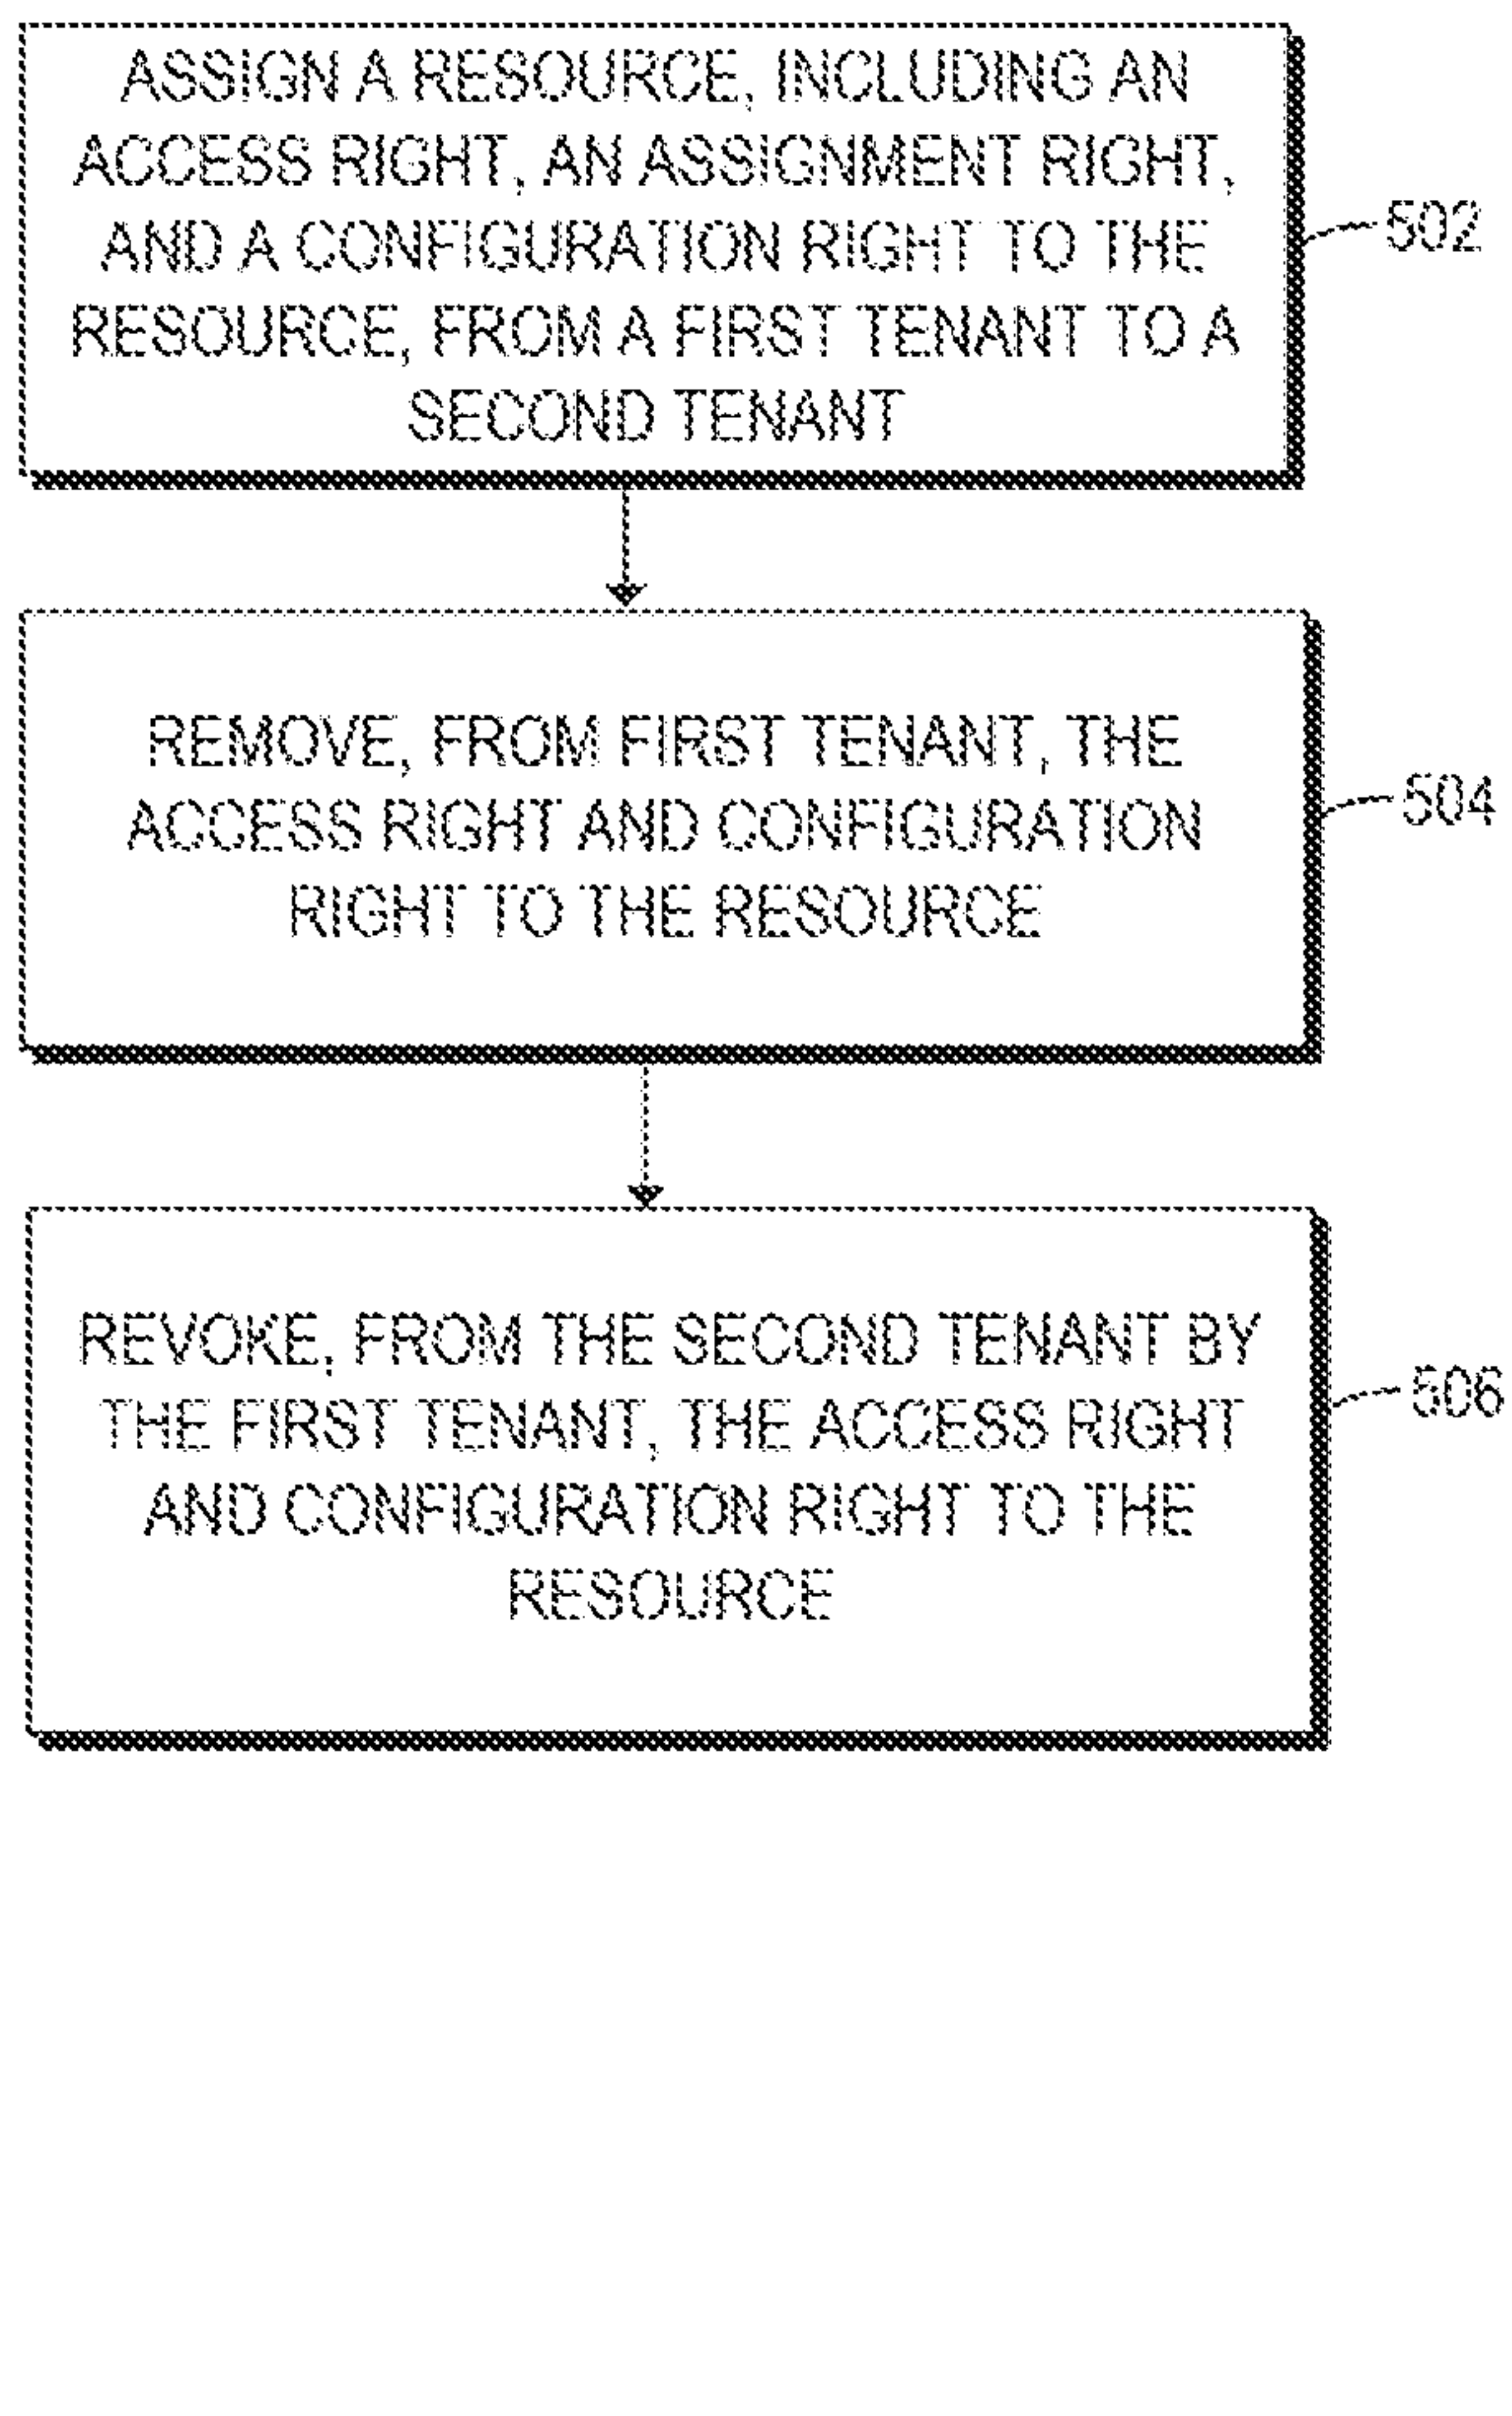 ASSIGN A RESOURCE, INCLUDING AN
ACCESS RIGHT, AN ASSIGNMENT RIGHT,
AND A CONFIGURATION RIGHT TO THE
RESOURCE, FROM A FIRST TENANT TO A
SECOND TENANT
502
REMOVE, FROM FIRST TENANT, THE
ACCESS RIGHT AND CONFIGURATION
RIGHT TO THE RESOURCE
504
REVOKE, FROM THE SECOND TENANT BY
THE FIRST TENANT, THE ACCESS RIGHT
AND CONFIGURATION RIGHT TO THE
RESOURCE
506